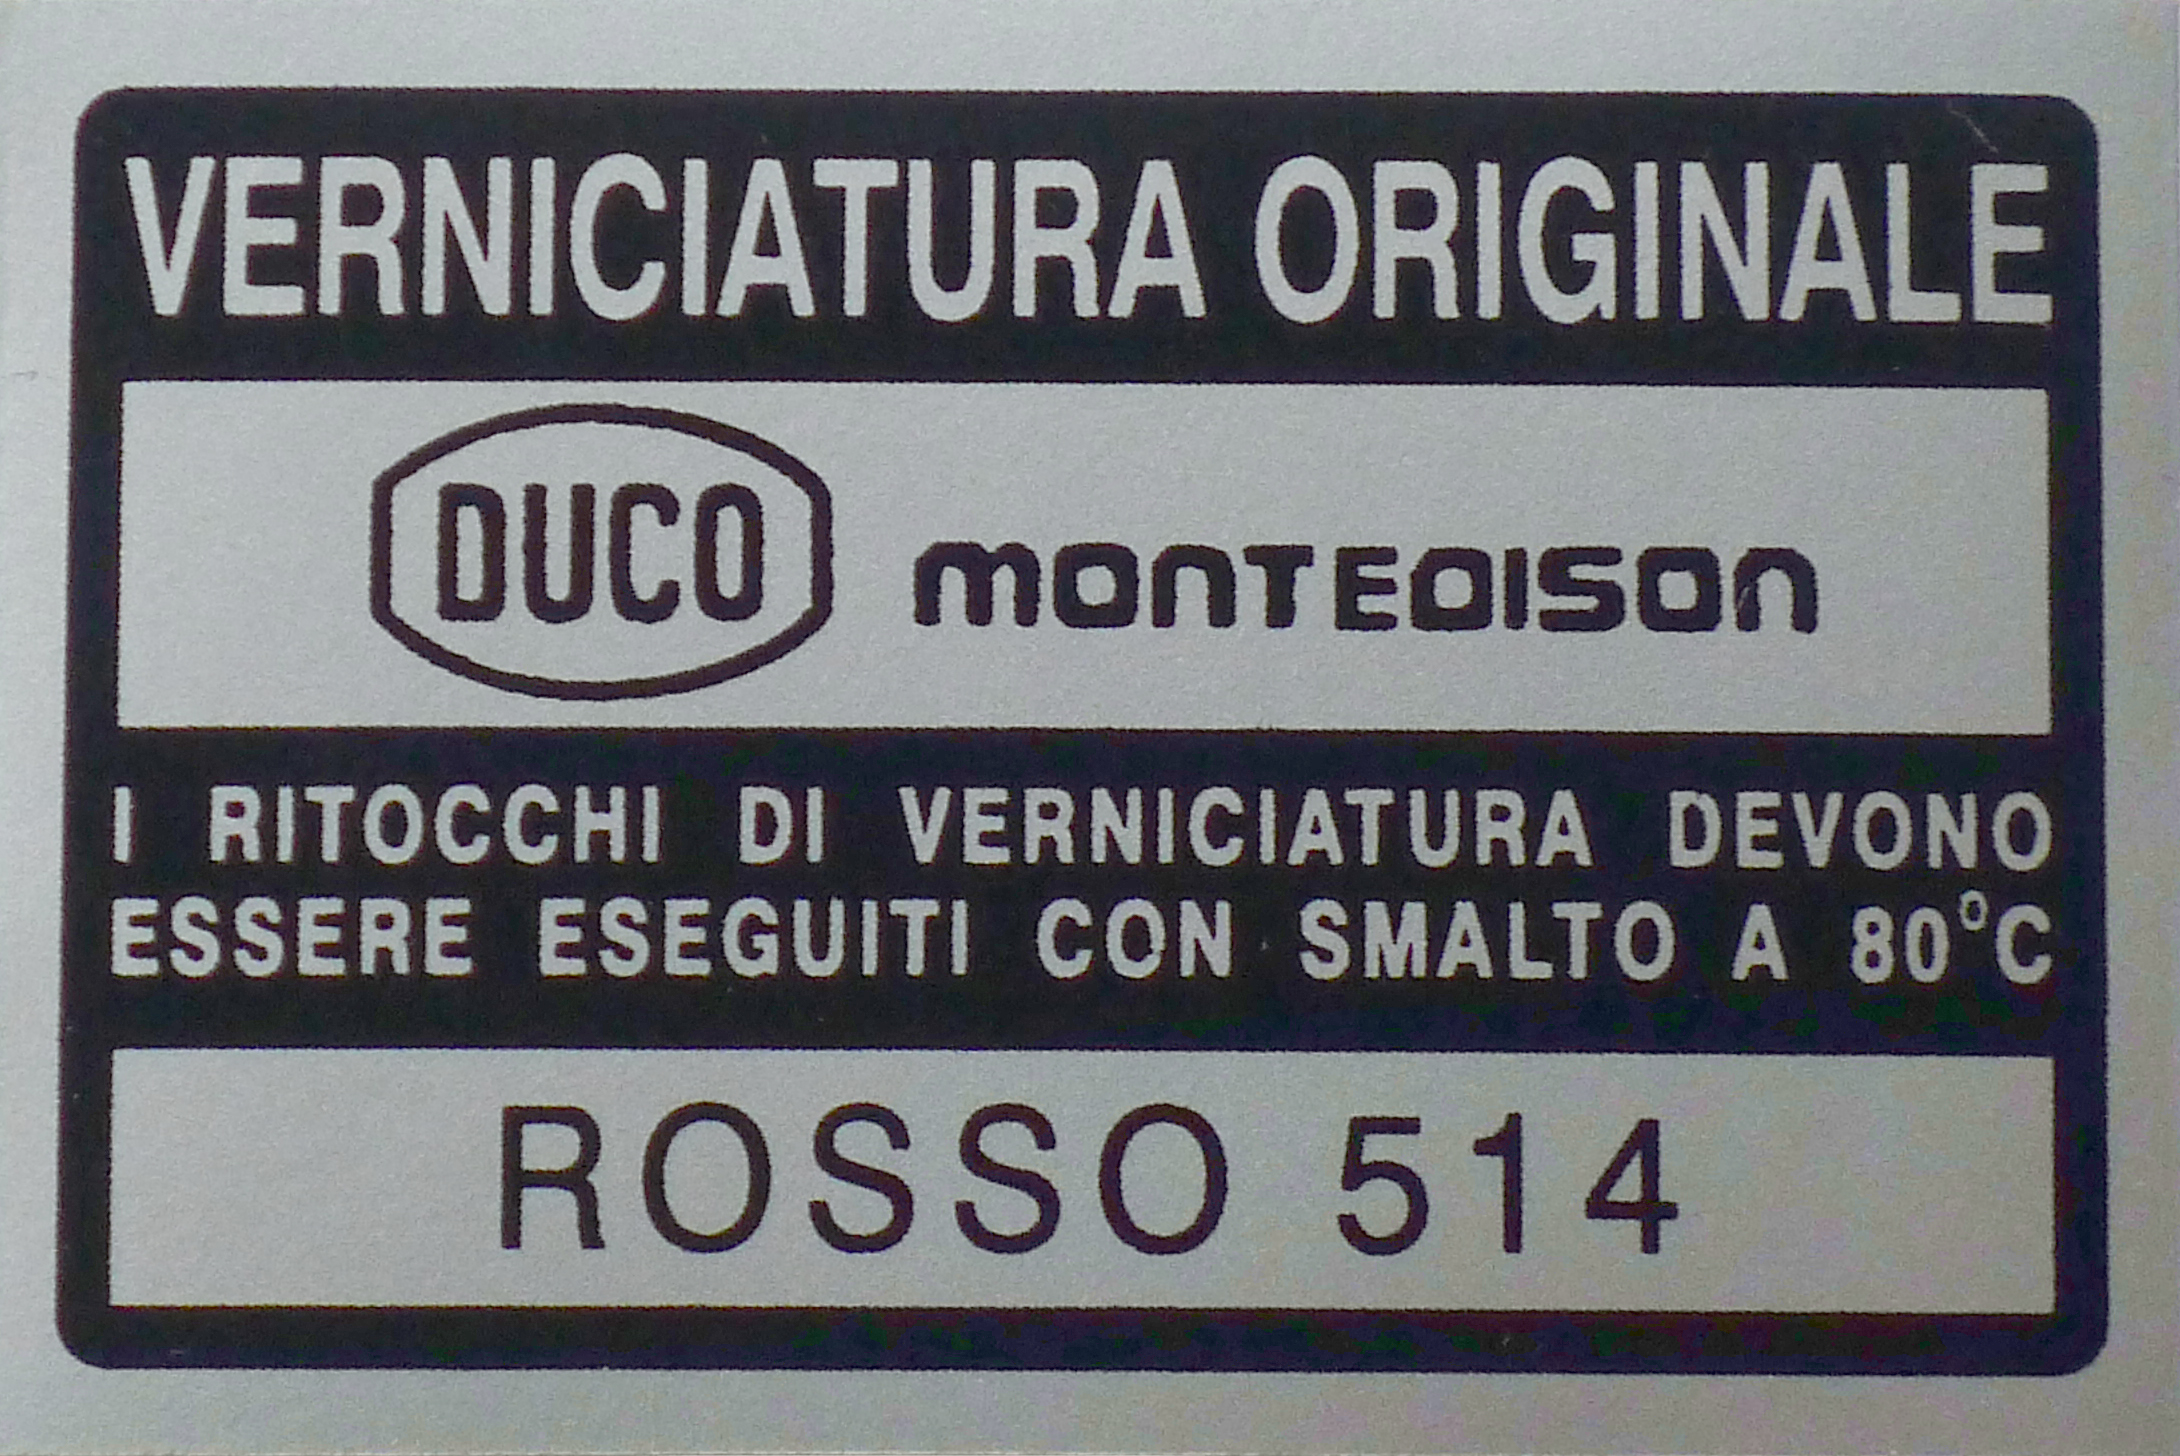 VERNICIATURA ORIGINALE
DUCO MONTEDISON
I RITOCCHI DI VERNICIATURA DEVONO
ESSERE ESEGUITI CON SMALTO A 80°C
ROSSO 514